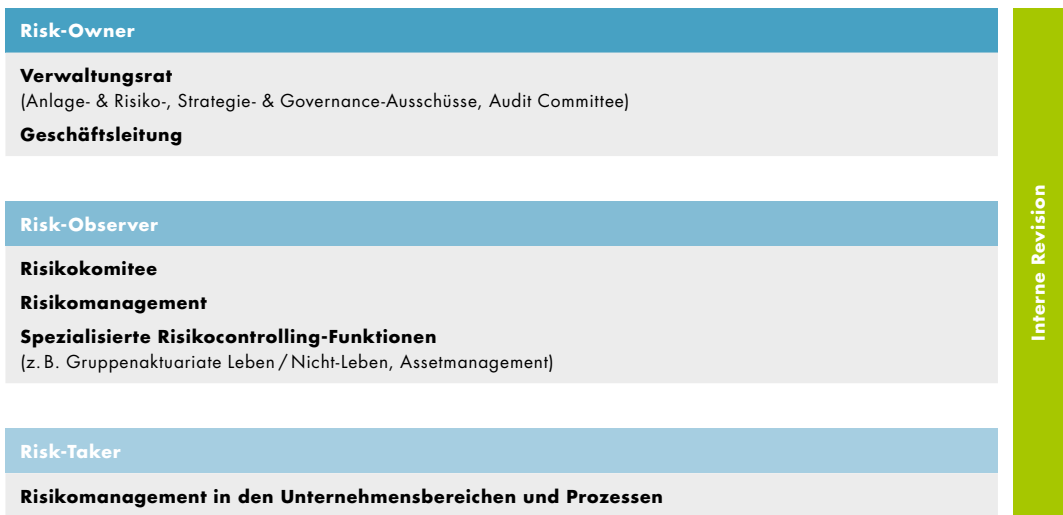 Risk-Owner
Verwaltungsrat
(Anlage- & Risiko-, Strategie- & Governance-Ausschüsse, Audit Committee)
Geschäftsleitung
Risk-Observer
Risikokomitee
Risikomanagement
Spezialisierte Risikocontrolling-Funktionen
(z. B. Gruppenaktuariate Leben / Nicht-Leben, Assetmanagement)
Risk-Taker
Risikomanagement in den Unternehmensbereichen und Prozessen
Interne Revision